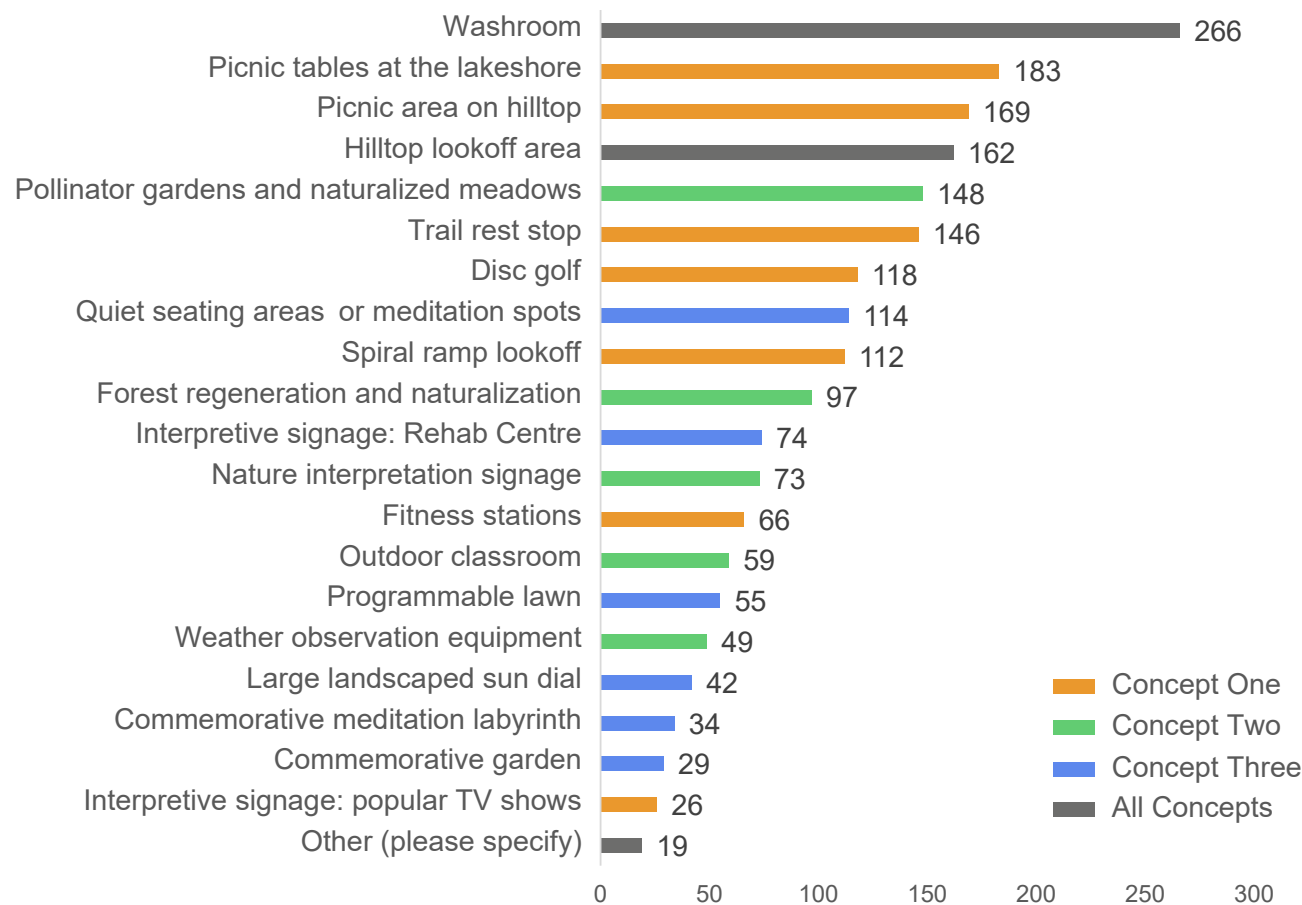 Washroom 266
Picnic tables at the lakeshore 183
Picnic area on hilltop 169
Hilltop lookoff area 162
Pollinator gardens and naturalized meadows 148
Trail rest stop 146
Disc golf 118
Quiet seating areas  or meditation spots 114
Spiral ramp lookoff 112
Forest regeneration and naturalization 97
Interpretive signage: Rehab Centre 74
Nature interpretation signage 73
Fitness stations 66
Outdoor classroom 59
Programmable lawn 55
Weather observation equipment 49
Large landscaped sun dial 42
Commemorative meditation labyrinth 34
Commemorative garden 29
Interpretive signage: popular TV shows 26
Other (please specify) 19
0 50 100 150 200 250 300
Concept One
Concept Two
Concept Three
All Concepts